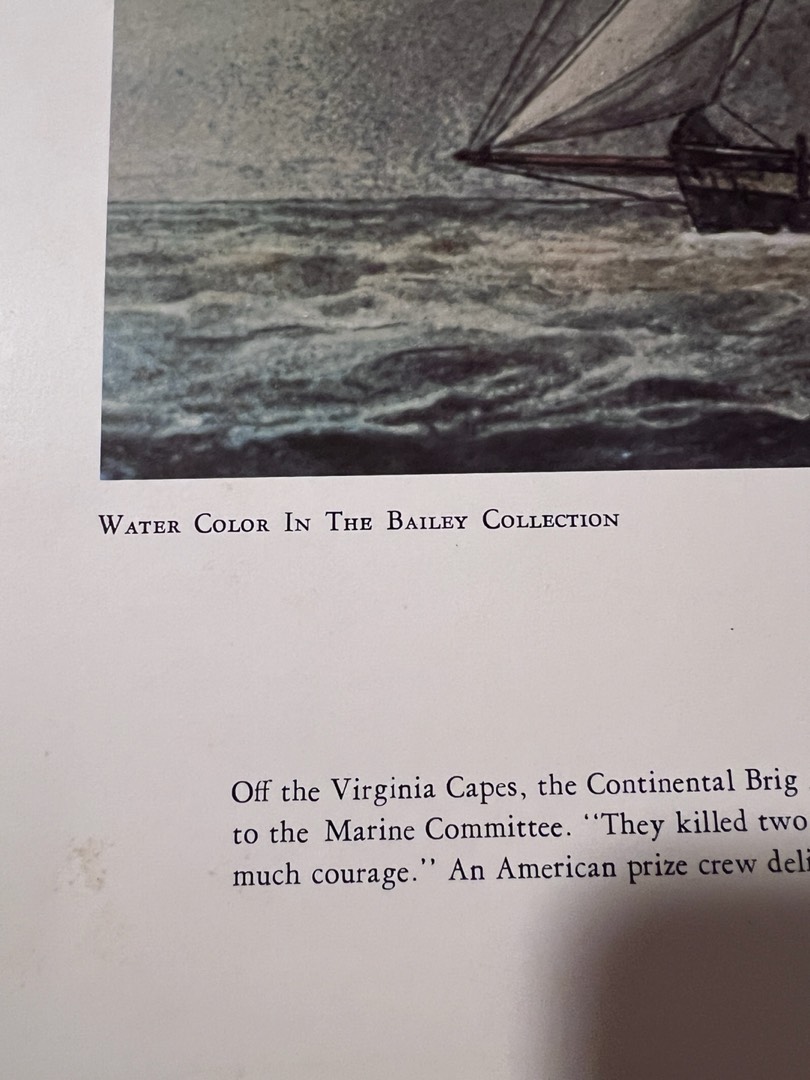 Water Color In The Bailey Collection
Off the Virginia Capes, the Continental Brig
to the Marine Committee. “They killed two
much courage.” An American prize crew deli